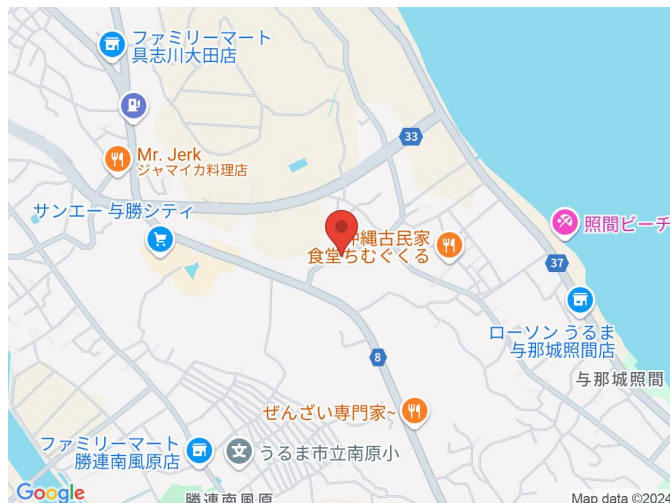 ファミリーマート
具志川大田店
33
Mr. Jerk
ジャマイカ料理店
サンエー 与勝シティ
沖縄古民家
食堂ちむぐくる
照間ビーチ
37
ローソン うるま
与那城照間店
8
与那城照間
ぜんざい専門家~
ファミリーマート
勝連南風原店
うるま市立南原小
勝連南風原
Google
Map data ©2024